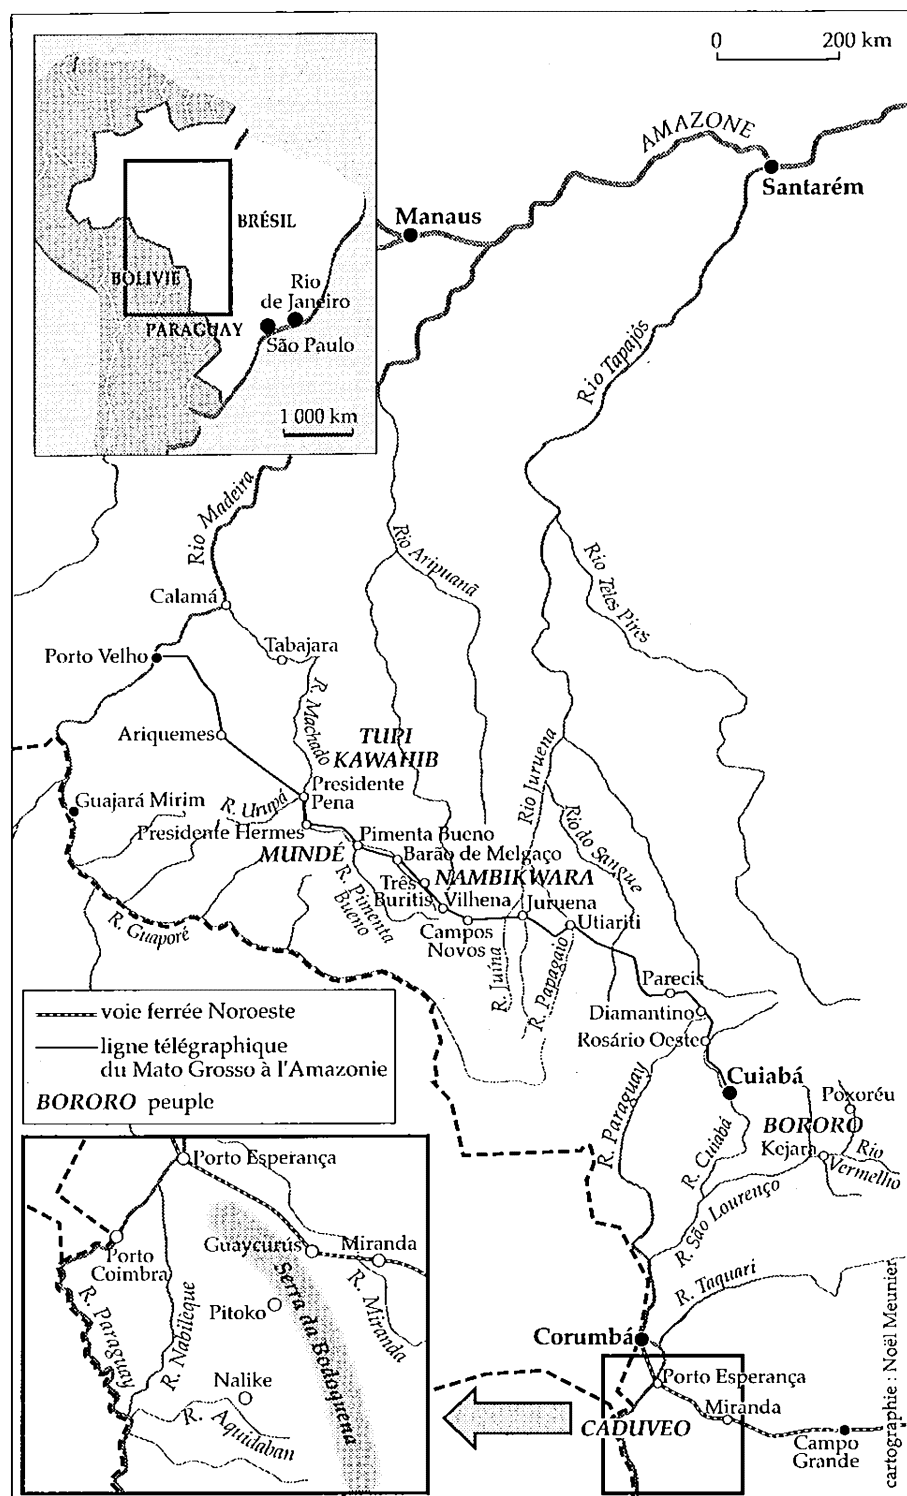 0 200 km
AMAZONE
Santarém
Manaus
BRÉSIL
BOLIVIE
Rio
de Janeiro
PARAGUAY
São Paulo
1 000 km
Rio Tapajós
Rio Madeira
Rio Aripuanã
Rio Teles Pires
Calamá
Tabajara
Porto Velho
R. Machado
Ariquemes
TUPI
KAWAHIB
Rio Juruena
Presidente
Pena
Guajará Mirim
R. Urupá
Rio do Sangue
Presidente Hermes
Pimenta Bueno
MUNDÉ
Barão de Melgaço
Três
Buritis
NAMBIKWARA
R. Pimenta
Bueno
Vilhena
Juruena
Utiariti
Campos
Novos
R. Guaporé
R. Juína
R. Papagaio
Parecis
Diamantino
Rosário Oeste
voie ferrée Noroeste
ligne télégraphique
du Mato Grosso à l'Amazonie
BORORO peuple
Cuiabá
R. Paraguay
Poxoréu
BORORO
Kejara
Rio
Vermelho
R. Cuiabá
R. São Lourenço
R. Taquari
Corumbá
Porto Esperança
Miranda
CADUVEO
Campo
Grande
Porto Esperança
Guaycurús
Miranda
Porto
Coimbra
R. Paraguay
R. Nabileque
Pitoko
Serra da Bodoquena
R. Miranda
Nalike
R. Aquidaban
cartographie : Noël Meunier